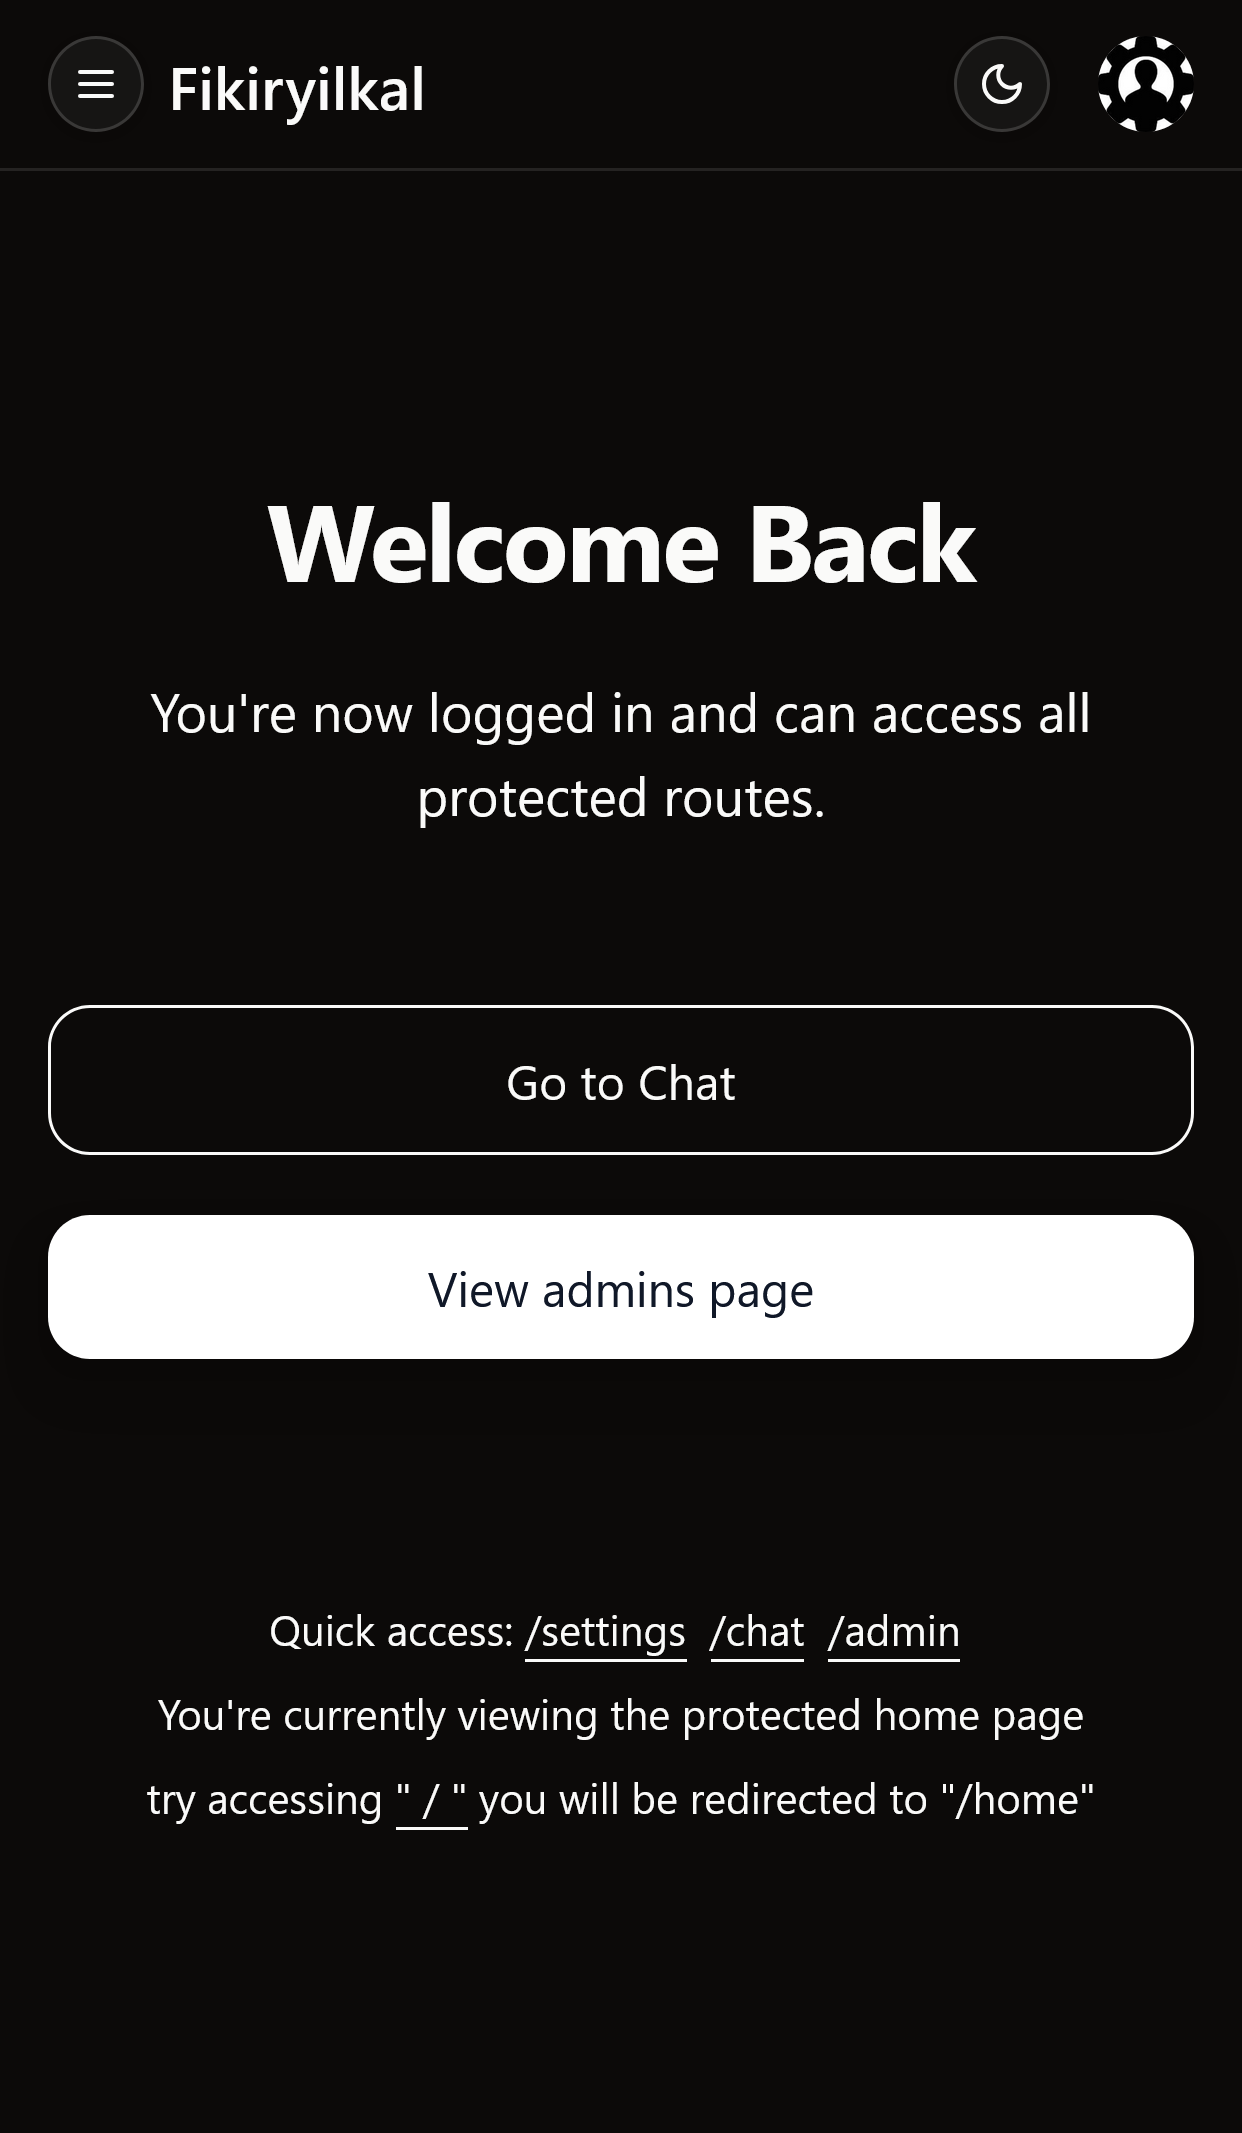 Fikiryilkal
Welcome Back
You're now logged in and can access all
protected routes.
Go to Chat
View admins page
Quick access: /settings /chat /admin
You're currently viewing the protected home page
try accessing " / " you will be redirected to "/home"